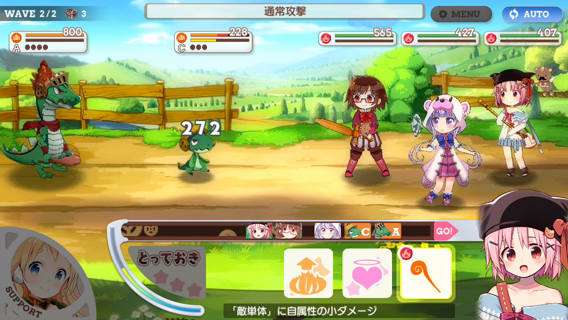 WAVE 2/2 3
通常攻撃
MENU
AUTO
800
A
228
C
565
427
407
272
C A GO!
とっておき
SUPPORT
「敵単体」に自属性の小ダメージ